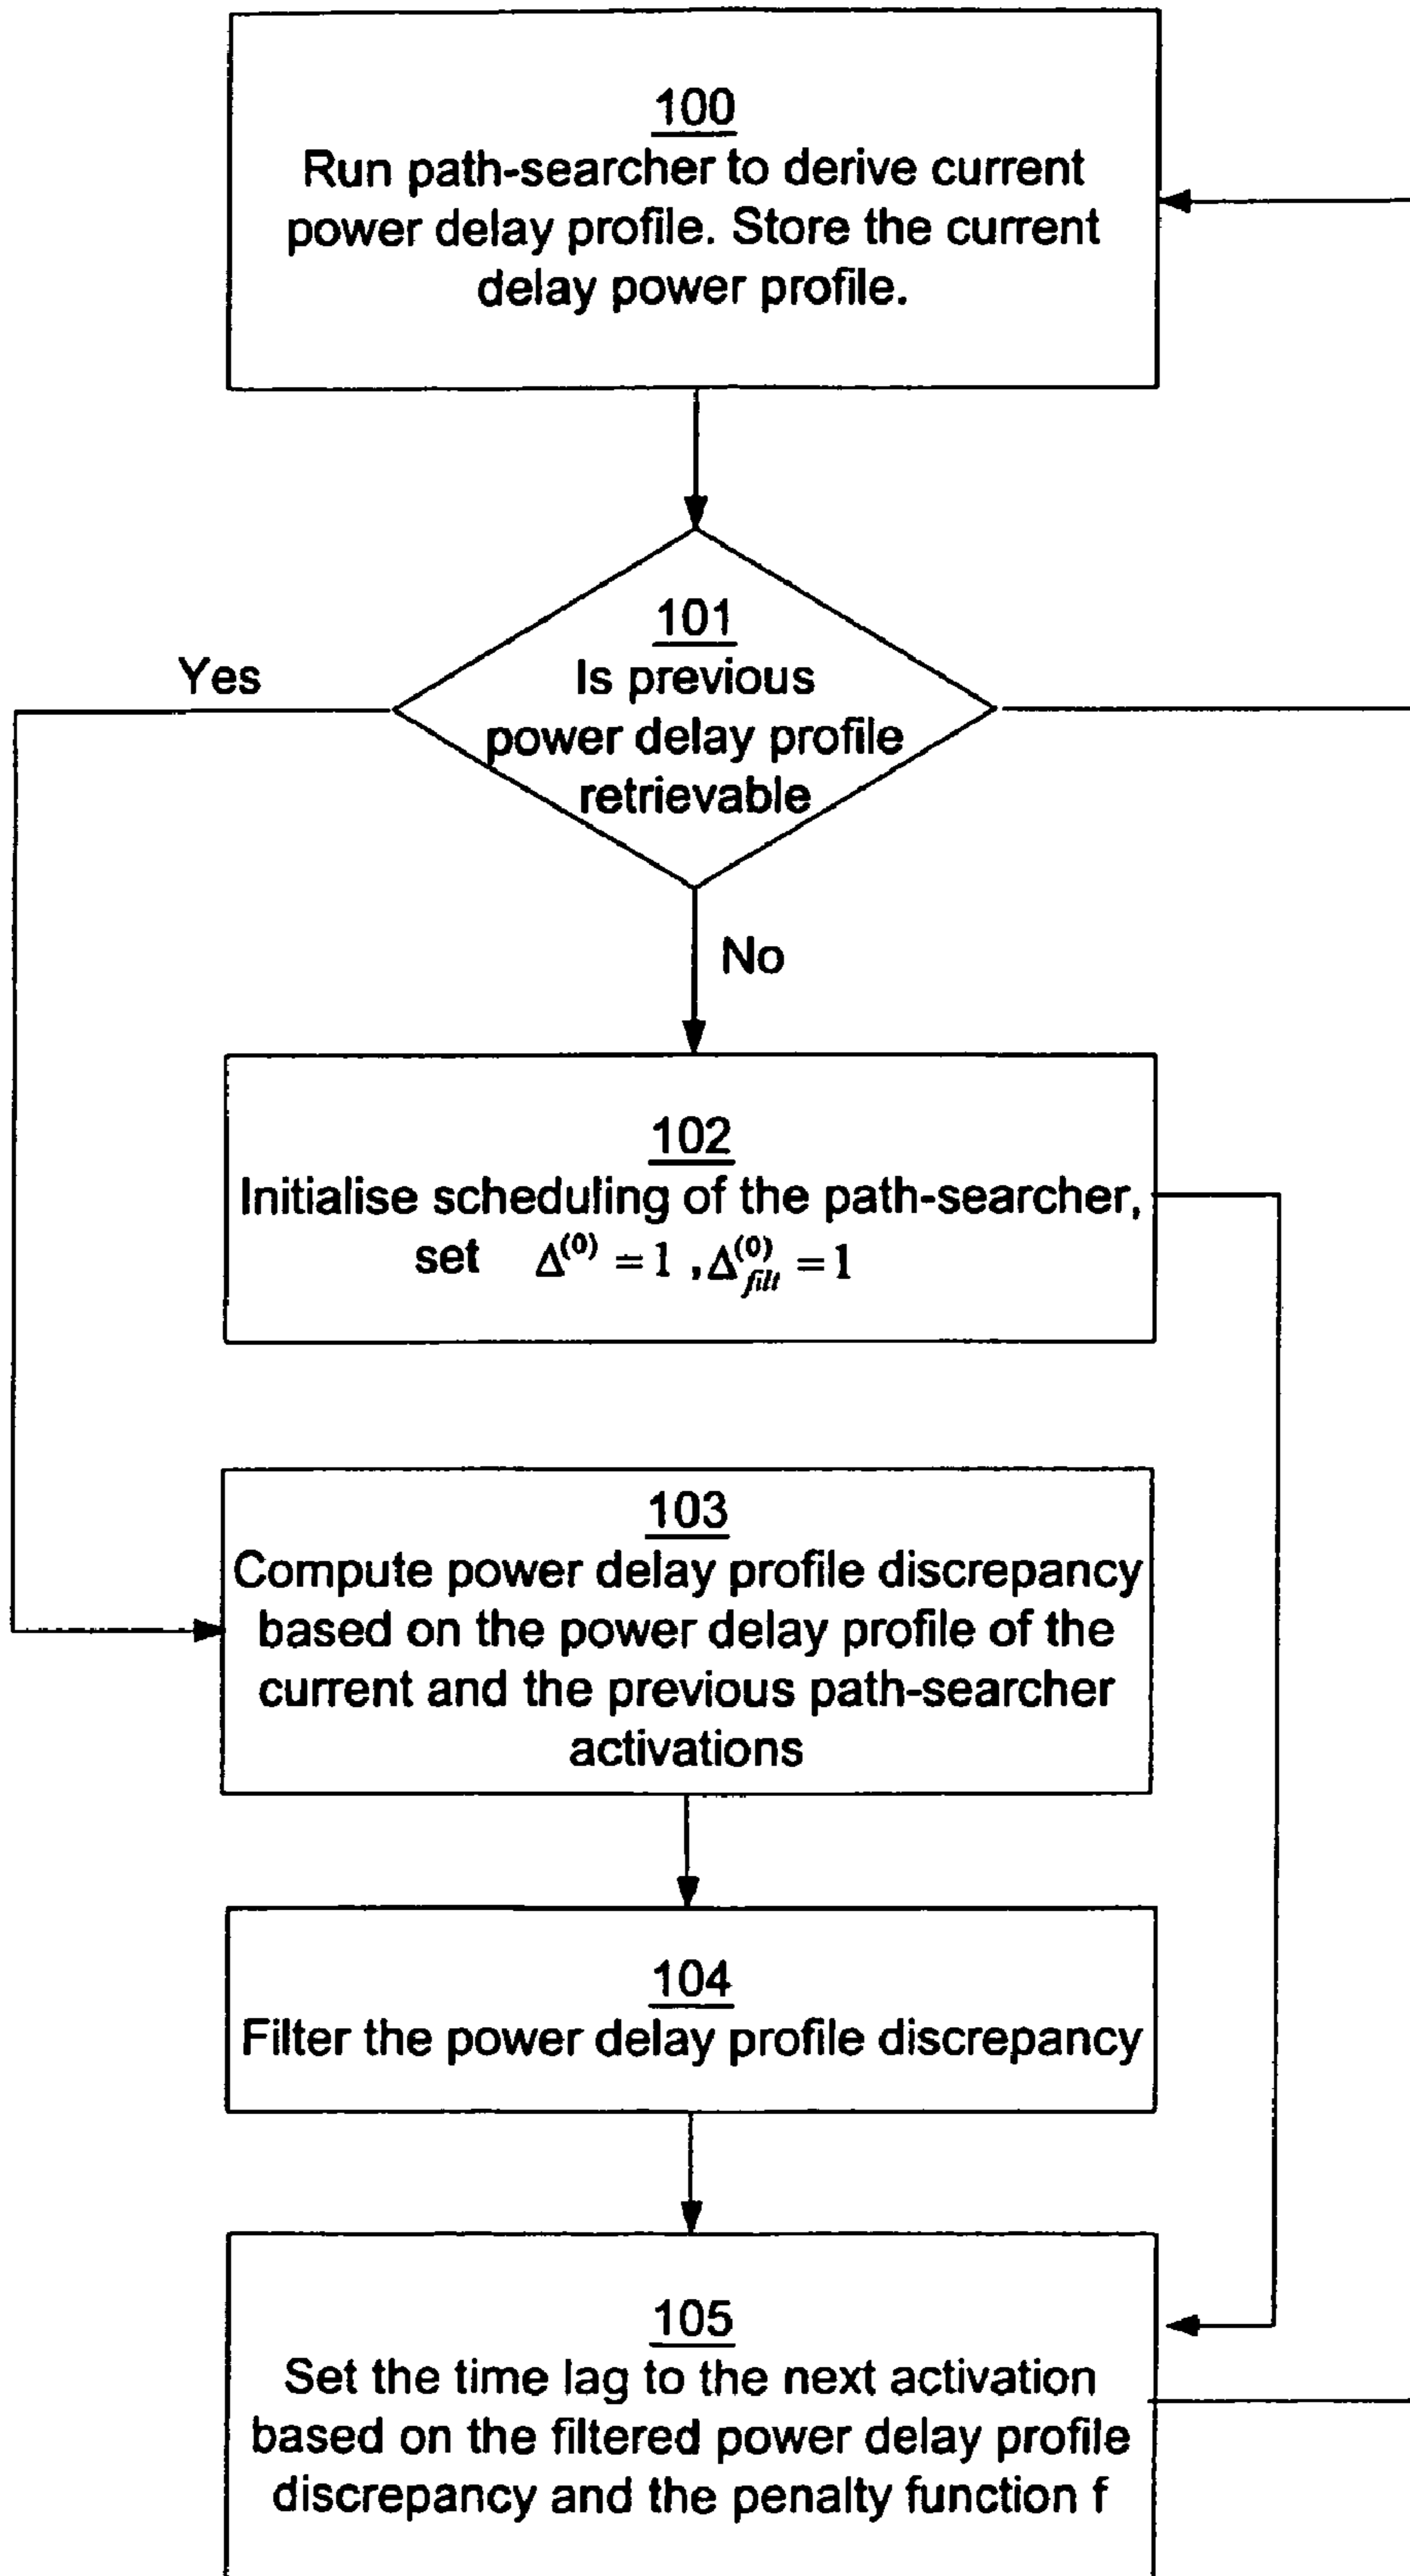 100
Run path-searcher to derive current
power delay profile. Store the current
delay power profile.
101
Is previous
power delay profile
retrievable
Yes
No
102
Initialise scheduling of the path-searcher,
set Δ^(0) = 1 , Δ_filt^(0) = 1
103
Compute power delay profile discrepancy
based on the power delay profile of the
current and the previous path-searcher
activations
104
Filter the power delay profile discrepancy
105
Set the time lag to the next activation
based on the filtered power delay profile
discrepancy and the penalty function f